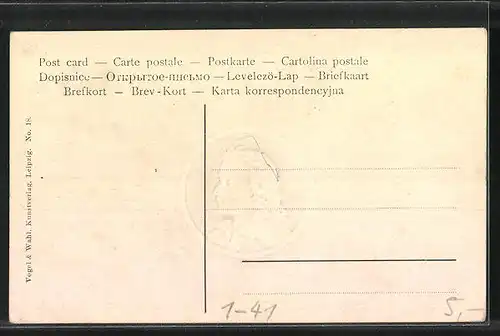 Post card — Carte postale — Postkarte — Cartolina postale
Dopisnice — Открытое-письмо — Levelezö-Lap — Briefkaart
Brefkort — Brev-Kort — Karta korrespondencyjna
Vogel & Wahl, Kunstverlag, Leipzig. No. 18.
1-41
5,-